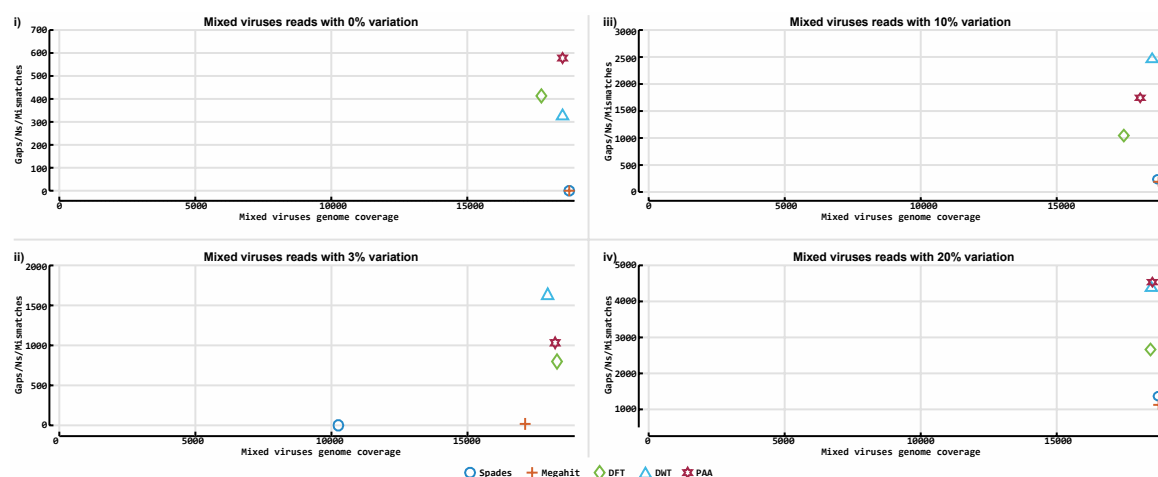 i)
Mixed viruses reads with 0% variation
Gaps/Ns/Mismatches
700
600
500
400
300
200
100
0
0 5000 10000 15000
Mixed viruses genome coverage
iii)
Mixed viruses reads with 10% variation
Gaps/Ns/Mismatches
3000
2500
2000
1500
1000
500
0
0 5000 10000 15000
Mixed viruses genome coverage
ii)
Mixed viruses reads with 3% variation
Gaps/Ns/Mismatches
2000
1500
1000
500
0
0 5000 10000 15000
Mixed viruses genome coverage
iv)
Mixed viruses reads with 20% variation
Gaps/Ns/Mismatches
5000
4000
3000
2000
1000
0 5000 10000 15000
Mixed viruses genome coverage
Spades Megahit DFT DWT PAA